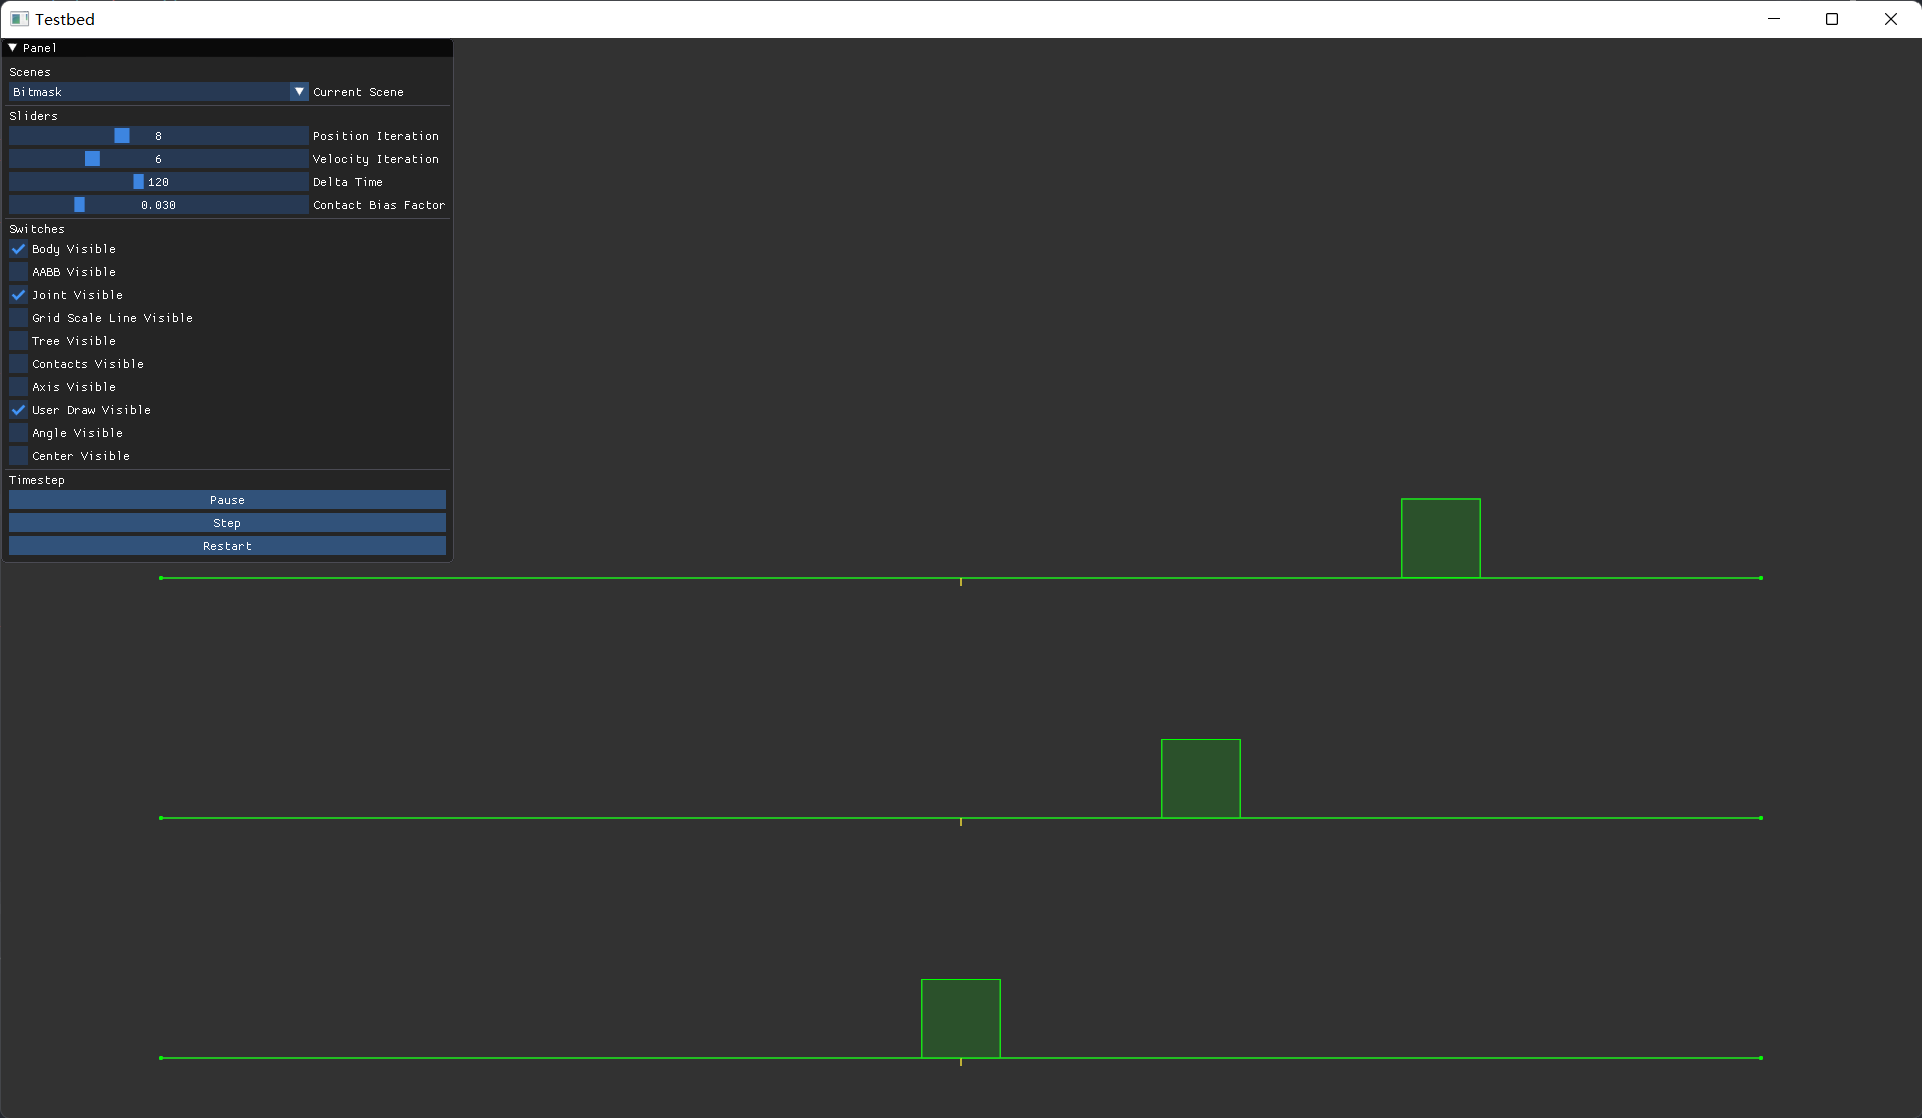 Testbed
Panel
Scenes
Bitmask Current Scene
Sliders
8 Position Iteration
6 Velocity Iteration
120 Delta Time
0.030 Contact Bias Factor
Switches
Body Visible
AABB Visible
Joint Visible
Grid Scale Line Visible
Tree Visible
Contacts Visible
Axis Visible
User Draw Visible
Angle Visible
Center Visible
Timestep
Pause
Step
Restart